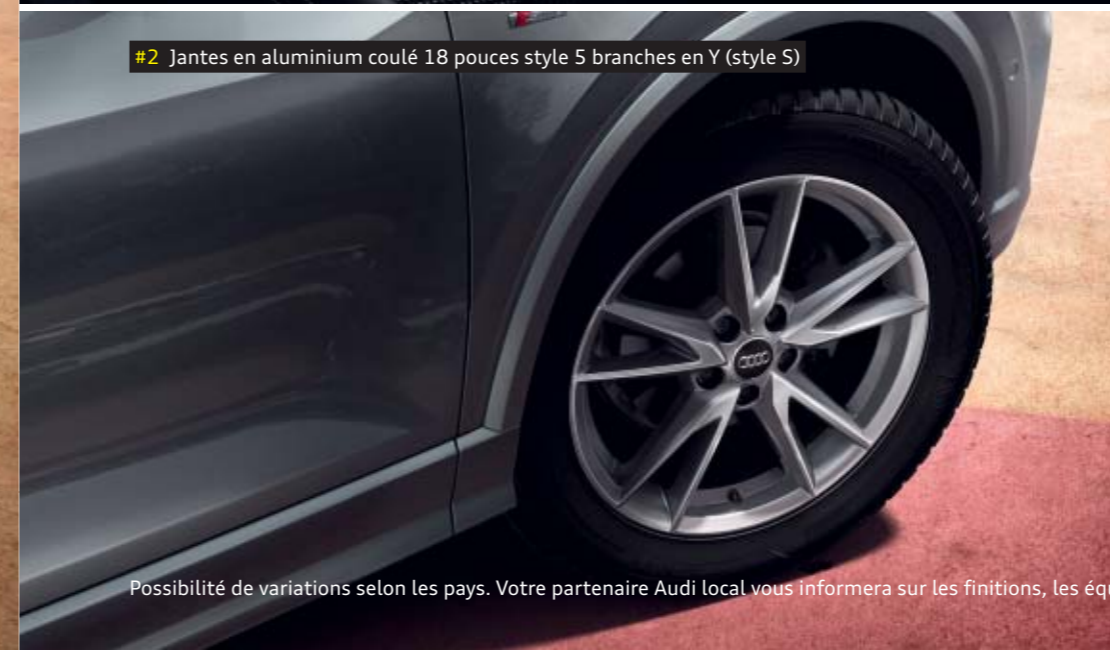 #2 Jantes en aluminium coulé 18 pouces style 5 branches en Y (style S)
Possibilité de variations selon les pays. Votre partenaire Audi local vous informera sur les finitions, les